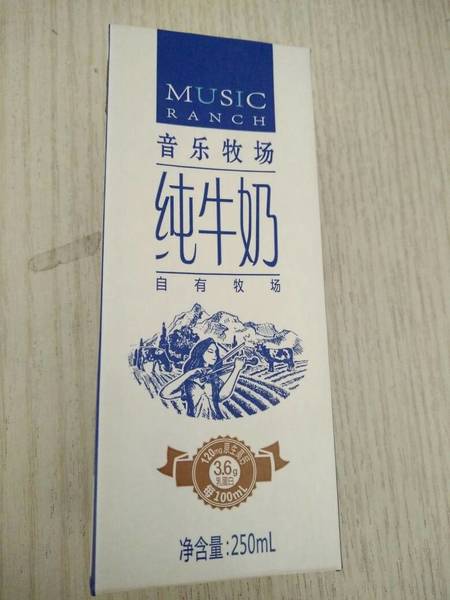 MUSIC
RANCH
音乐牧场
纯牛奶
自有牧场
120mg原生高钙
3.6g
乳蛋白
每100mL
净含量:250mL